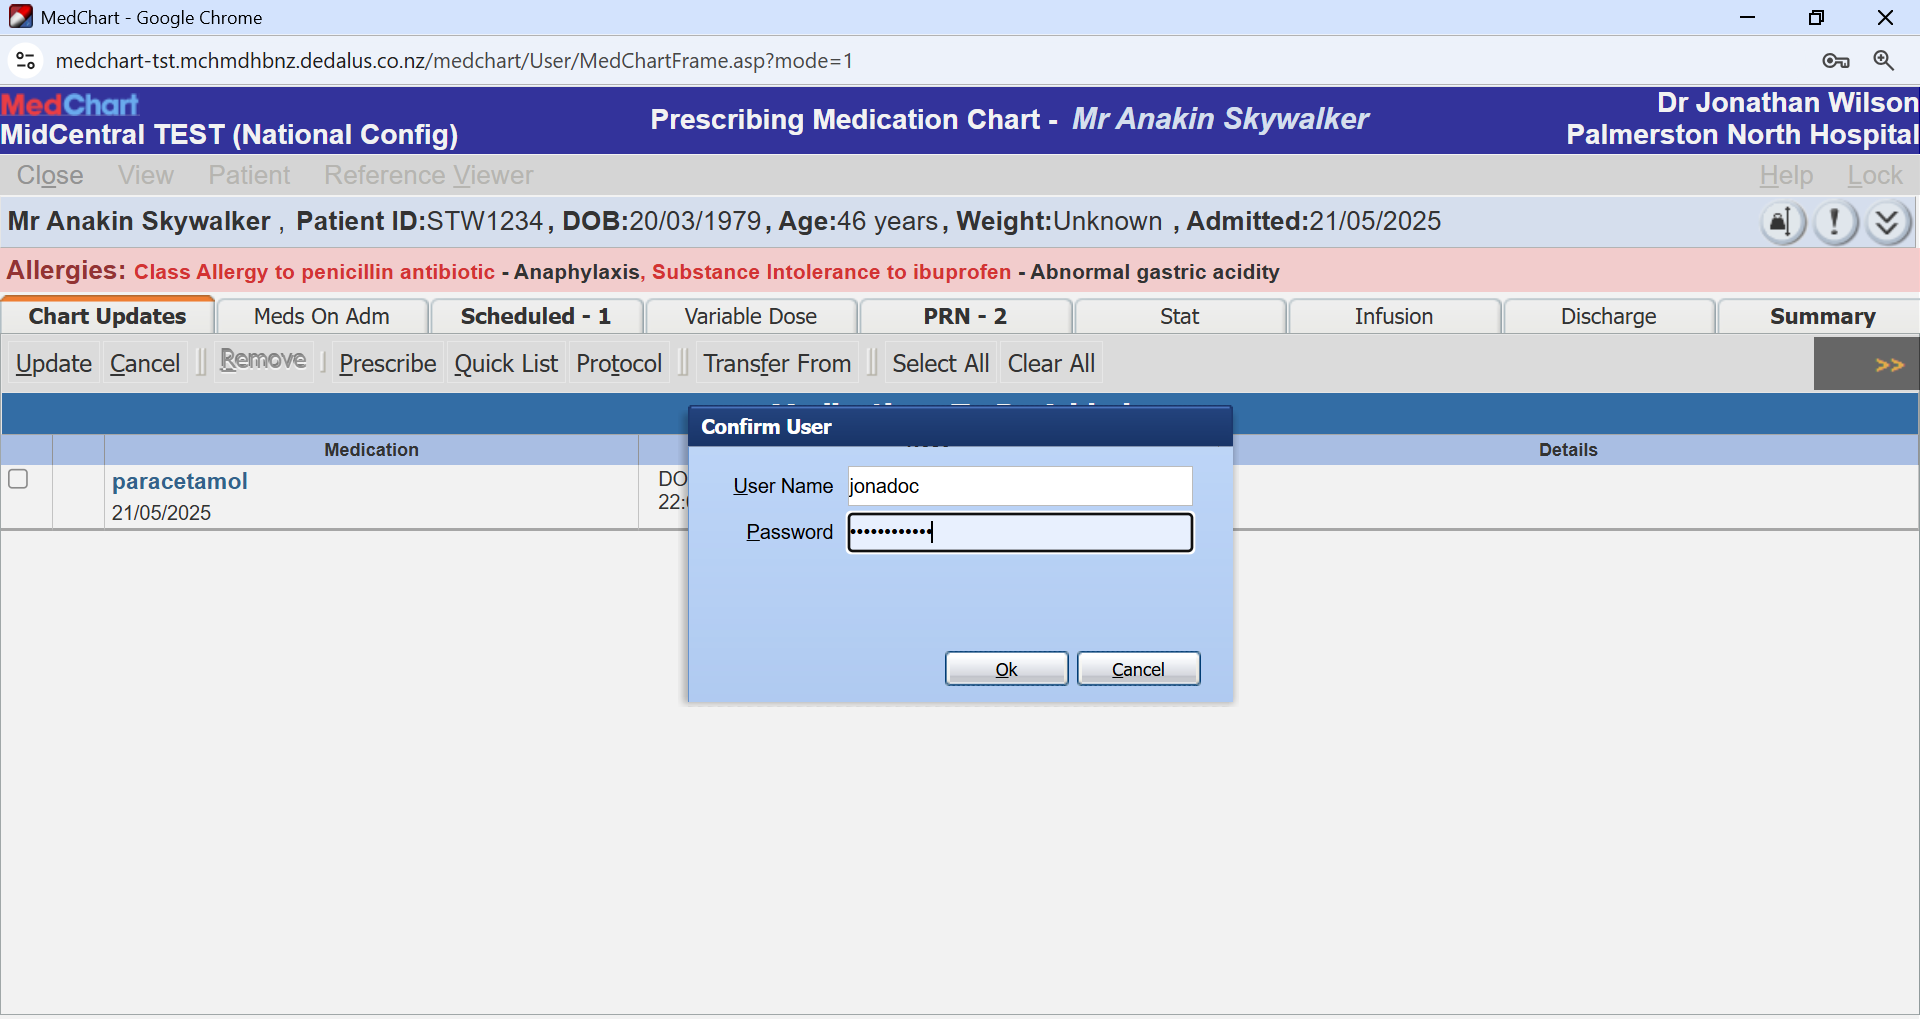 MedChart - Google Chrome
medchart-tst.mchmdhbnz.dedalus.co.nz/medchart/User/MedChartFrame.asp?mode=1
MedChart
MidCentral TEST (National Config)
Prescribing Medication Chart - Mr Anakin Skywalker
Dr Jonathan Wilson
Palmerston North Hospital
Close View Patient Reference Viewer Help Lock
Mr Anakin Skywalker , Patient ID:STW1234, DOB:20/03/1979, Age:46 years, Weight:Unknown , Admitted:21/05/2025
Allergies: Class Allergy to penicillin antibiotic - Anaphylaxis, Substance Intolerance to ibuprofen - Abnormal gastric acidity
Chart Updates Meds On Adm Scheduled - 1 Variable Dose PRN - 2 Stat Infusion Discharge Summary
Update Cancel Remove Prescribe Quick List Protocol Transfer From Select All Clear All >>
Medication Details
paracetamol
21/05/2025
DO
22:
Confirm User
User Name jonadoc
Password ••••••••••••
Ok Cancel